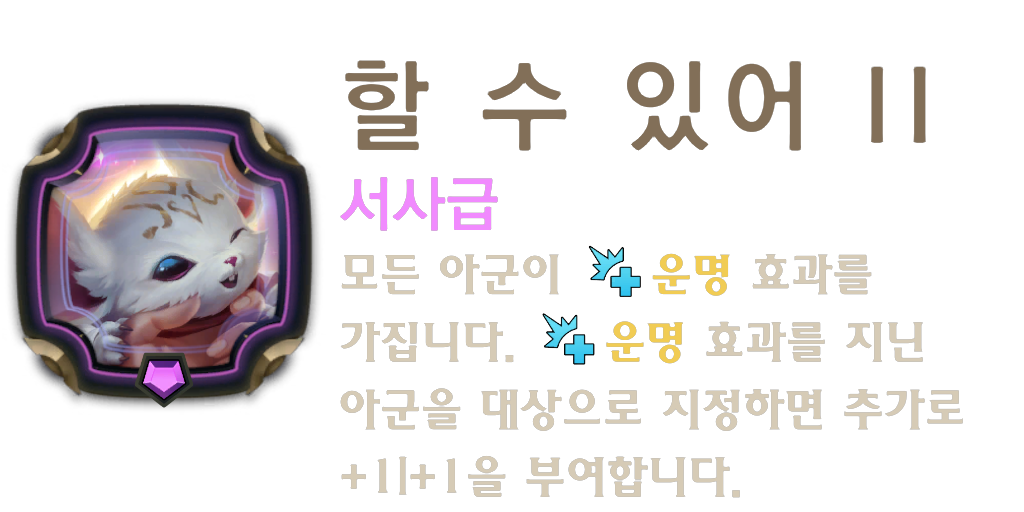 할 수 있어 II
서사급
모든 아군이 운명 효과를
가집니다. 운명 효과를 지닌
아군을 대상으로 지정하면 추가로
+1|+1을 부여합니다.